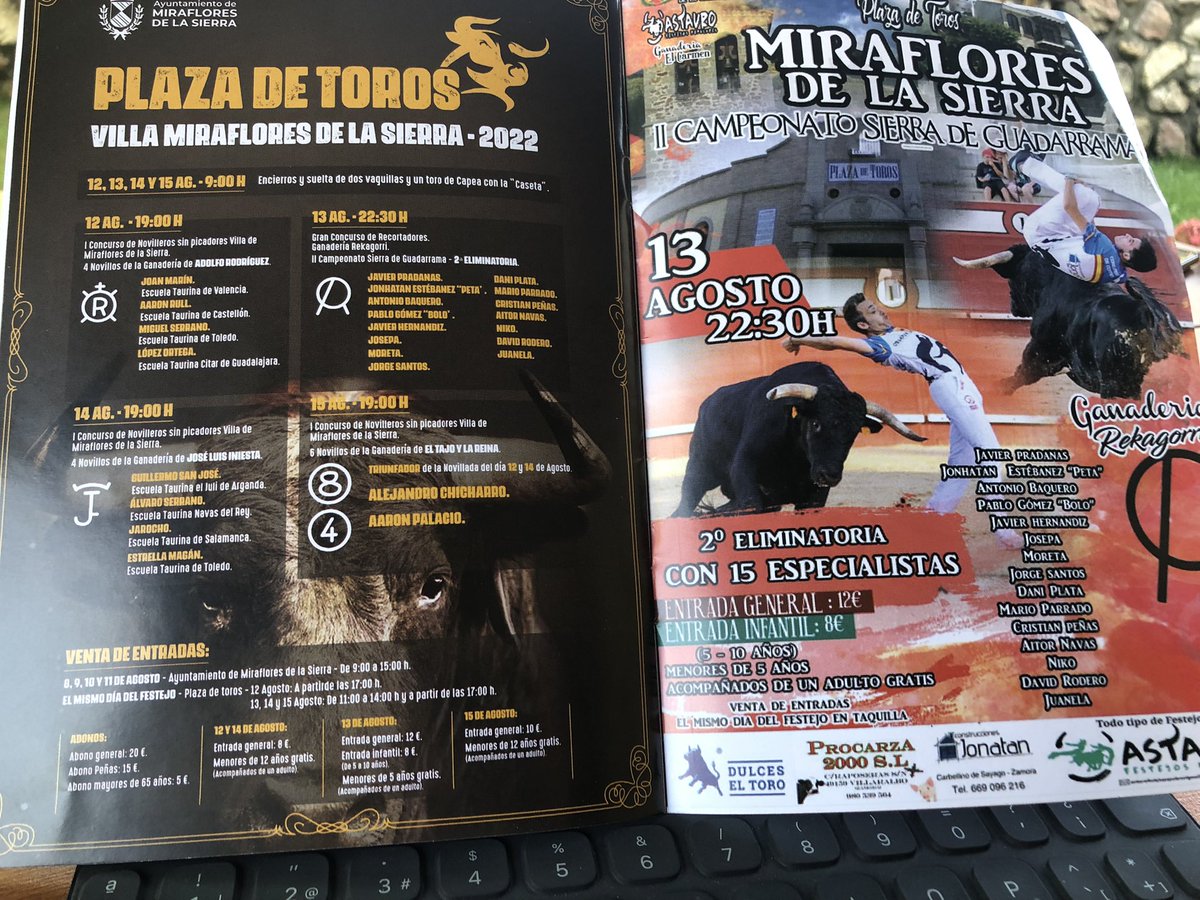 Ayuntamiento de
MIRAFLORES
DE LA SIERRA
PLAZA DE TOROS
VILLA MIRAFLORES DE LA SIERRA - 2022
12, 13, 14 Y 15 AG. - 9:00 H
Encierros y suelta de dos vaquillas y un toro de Capea con la "Caseta".
12 AG. - 19:00 H
I Concurso de Novilleros sin picadores Villa de
Miraflores de la Sierra.
4 Novillos de la Ganadería de ADOLFO RODRÍGUEZ.
R
JOAN MARÍN.
Escuela Taurina de Valencia.
AARON RULL.
Escuela Taurina de Castellón.
MIGUEL SERRANO.
Escuela Taurina de Toledo.
LÓPEZ ORTEGA.
Escuela Taurina Citar de Guadalajara.
13 AG. - 22:30 H
Gran Concurso de Recortadores.
Ganadería Rekagorri.
II Campeonato Sierra de Guadarrama - 2ª ELIMINATORIA.
JAVIER PRADANAS.
JONHATAN ESTÉBANEZ "PETA".
ANTONIO BAQUERO.
PABLO GÓMEZ "BOLO".
JAVIER HERNANDIZ.
JOSEPA.
MORETA.
JORGE SANTOS.
DANI PLATA.
MARIO PARRADO.
CRISTIAN PEÑAS.
AITOR NAVAS.
NIKO.
DAVID RODERO.
JUANELA.
14 AG. - 19:00 H
I Concurso de Novilleros sin picadores Villa de
Miraflores de la Sierra.
4 Novillos de la Ganadería de JOSÉ LUIS INIESTA.
GUILLERMO SAN JOSÉ.
Escuela Taurina el Juli de Arganda.
ÁLVARO SERRANO.
Escuela Taurina Navas del Rey.
JAROCHO.
Escuela Taurina de Salamanca.
ESTRELLA MAGÁN.
Escuela Taurina de Toledo.
15 AG. - 19:00 H
I Concurso de Novilleros sin picadores Villa de
Miraflores de la Sierra.
6 Novillos de la Ganadería de EL TAJO Y LA REINA.
8
4
TRIUNFADOR de la Novillada del día 12 y 14 de Agosto.
ALEJANDRO CHICHARRO.
AARON PALACIO.
VENTA DE ENTRADAS:
8, 9, 10 Y 11 DE AGOSTO - Ayuntamiento de Miraflores de la Sierra - De 9:00 a 15:00 h.
EL MISMO DÍA DEL FESTEJO - Plaza de toros - 12 Agosto: A partirde las 17:00 h.
13, 14 y 15 Agosto: De 11:00 a 14:00 h y a partir de las 17:00 h.
ABONOS:
Abono general: 20 €.
Abono Peñas: 15 €.
Abono mayores de 65 años: 5 €.
12 Y 14 DE AGOSTO:
Entrada general: 8 €.
Menores de 12 años gratis.
(Acompañados de un adulto).
13 DE AGOSTO:
Entrada general: 12 €.
Entrada infantil: 8 €.
(De 5 a 10 años).
Menores de 5 años gratis.
(Acompañados de un adulto).
15 DE AGOSTO:
Entrada general: 10 €.
Menores de 12 años gratis.
(Acompañados de un adulto).
ASTAURO
Ganadería
El Carmen
Plaza de Toros
MIRAFLORES
DE LA SIERRA
II CAMPEONATO SIERRA DE GUADARRAMA
PLAZA DE TOROS
13
AGOSTO
22:30H
Ganaderia
Rekagorri
JAVIER PRADANAS
JONHATAN ESTÉBANEZ "PETA"
ANTONIO BAQUERO
PABLO GÓMEZ "BOLO"
JAVIER HERNANDIZ
JOSEPA
MORETA
JORGE SANTOS
DANI PLATA
MARIO PARRADO
CRISTIAN PEÑAS
AITOR NAVAS
NIKO
DAVID RODERO
JUANELA
2º ELIMINATORIA
CON 15 ESPECIALISTAS
ENTRADA GENERAL : 12€
ENTRADA INFANTIL: 8€
(5 - 10 AÑOS)
MENORES DE 5 AÑOS
ACOMPAÑADOS DE UN ADULTO GRATIS
VENTA DE ENTRADAS
EL MISMO DIA DEL FESTEJO EN TAQUILLA
DULCES
EL TORO
PROCARZA
2000 S.L
C/RAPOSERAS S/N
49159 VILLARALBO
construcciones
Jonatan
Carbellino de Sayago - Zamora
Tel. 669 096 216
Todo tipo de Festej
ASTA
FESTEJOS
ª
1
2 @
3 #
4
6
7
8
9
0
O
P